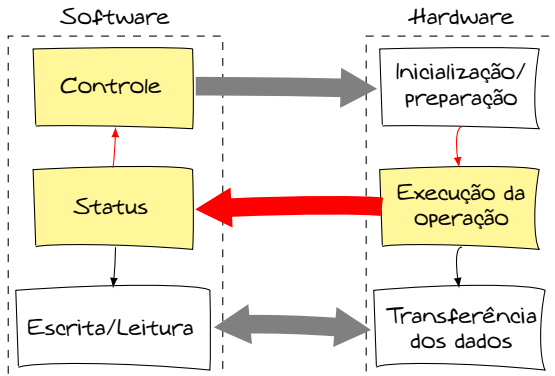 Software
Hardware
Controle
Inicialização/
preparação
Status
Execução da
operação
Escrita/Leitura
Transferência
dos dados